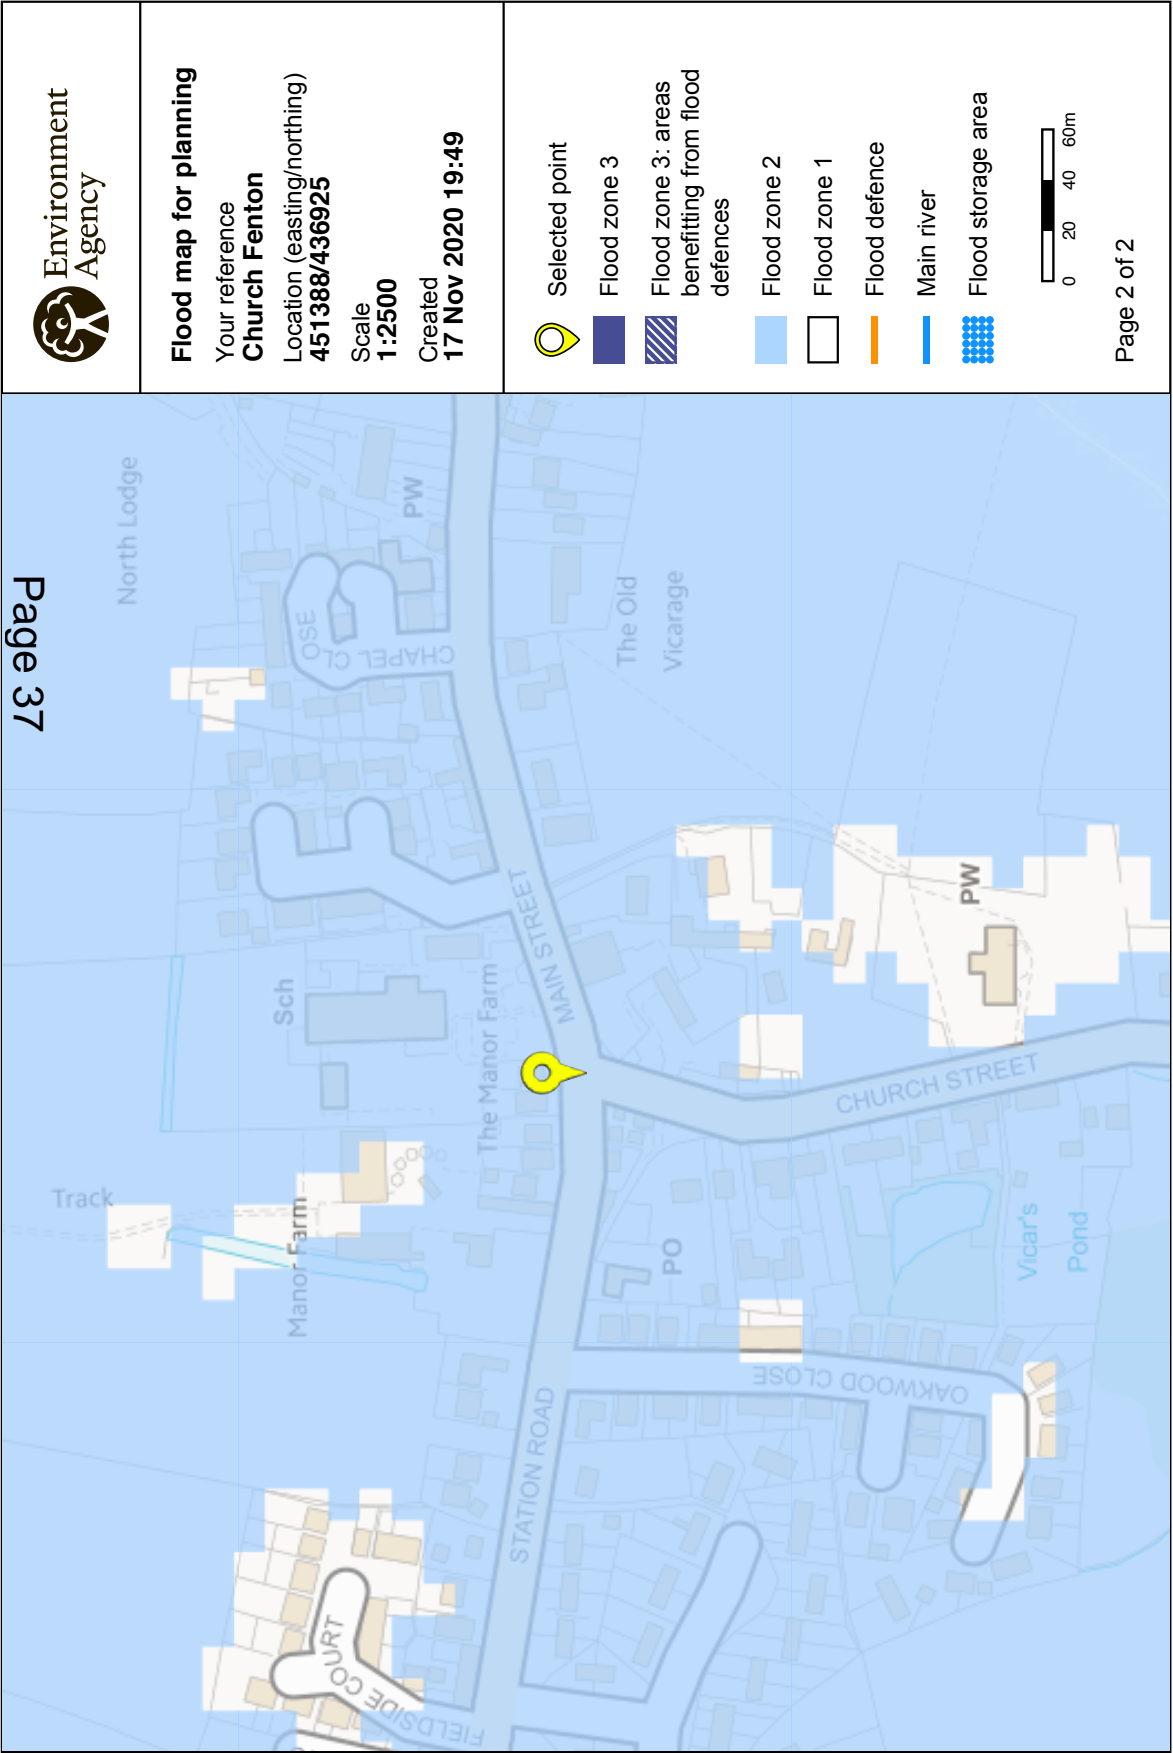 Environment
Agency
Flood map for planning
Your reference
Church Fenton
Location (easting/northing)
451388/436925
Scale
1:2500
Created
17 Nov 2020 19:49
Selected point
Flood zone 3
Flood zone 3: areas
benefitting from flood
defences
Flood zone 2
Flood zone 1
Flood defence
Main river
Flood storage area
0 20 40 60m
Page 2 of 2
Page 37
North Lodge
PW
CHAPEL CLOSE
The Old
Vicarage
MAIN STREET
PW
Sch
The Manor Farm
CHURCH STREET
Track
Manor Farm
PO
Vicar's
Pond
OAKWOOD CLOSE
STATION ROAD
FIELDSIDE COURT